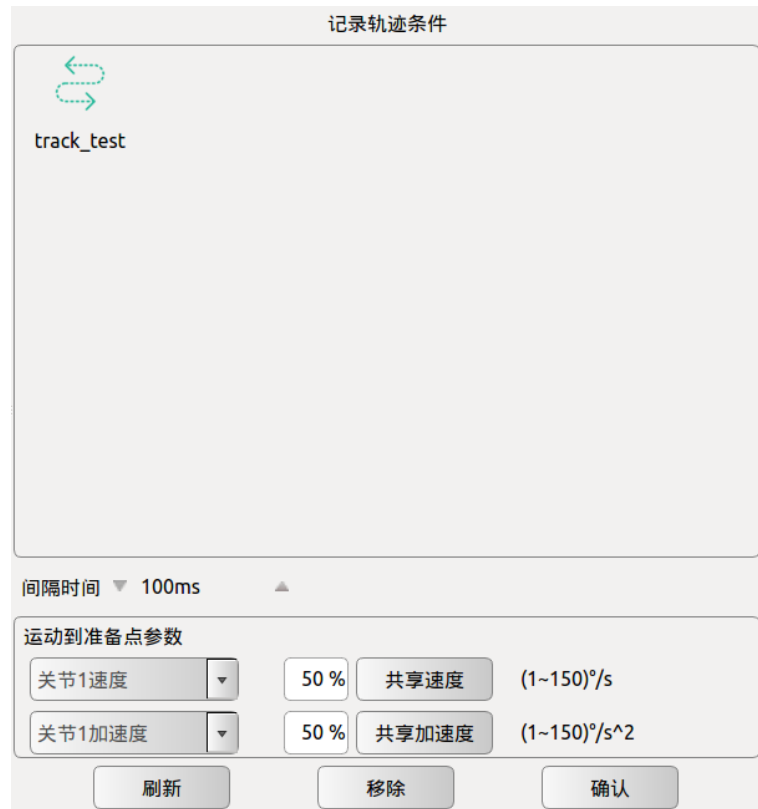 记录轨迹条件
track_test
间隔时间 100ms
运动到准备点参数
关节1速度 50 % 共享速度 (1~150)°/s
关节1加速度 50 % 共享加速度 (1~150)°/s^2
刷新 移除 确认